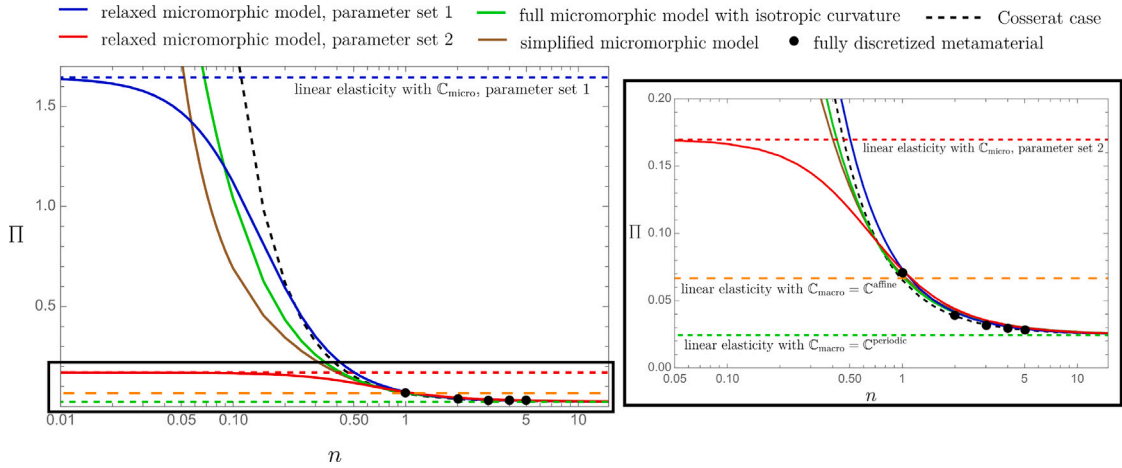 relaxed micromorphic model, parameter set 1
full micromorphic model with isotropic curvature
Cosserat case
relaxed micromorphic model, parameter set 2
simplified micromorphic model
fully discretized metamaterial
1.5
1.0
0.5
Π
linear elasticity with ℂmicro, parameter set 1
0.01
0.05
0.10
0.50
1
5
10
n
0.20
0.15
0.10
0.05
0.00
Π
linear elasticity with ℂmicro, parameter set 2
linear elasticity with ℂmacro = ℂaffine
linear elasticity with ℂmacro = ℂperiodic
0.05
0.10
0.50
1
5
10
n